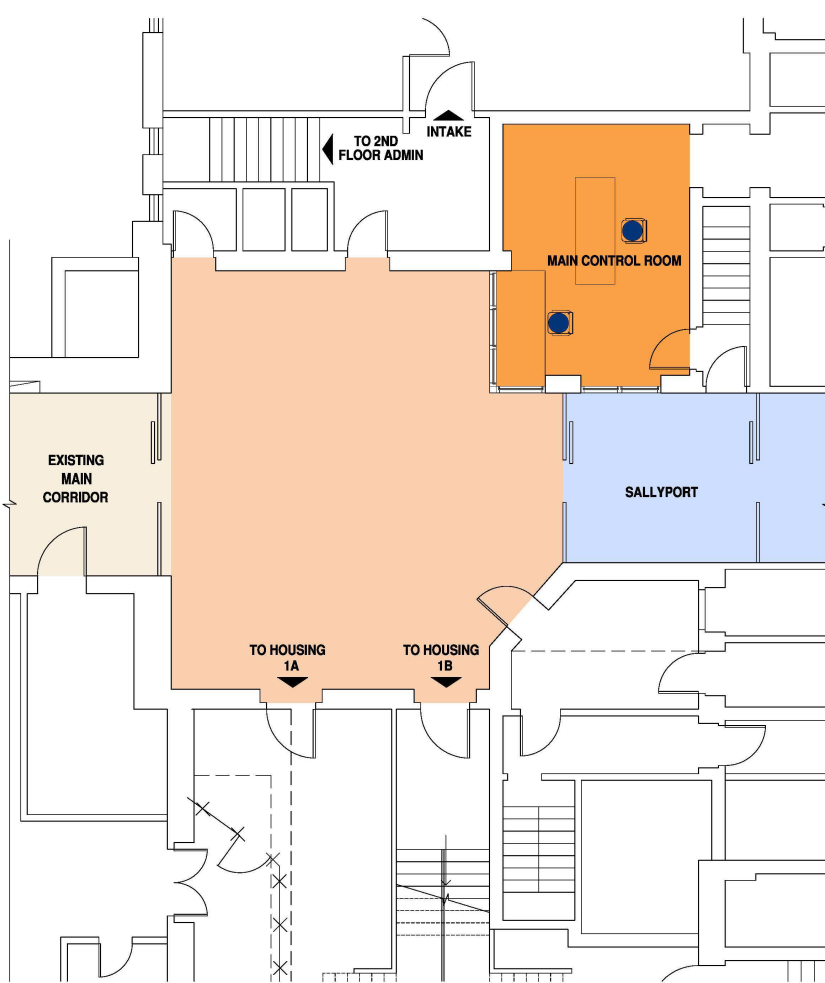 INTAKE
TO 2ND
FLOOR ADMIN
MAIN CONTROL ROOM
EXISTING
MAIN
CORRIDOR
SALLYPORT
TO HOUSING
1A
TO HOUSING
1B